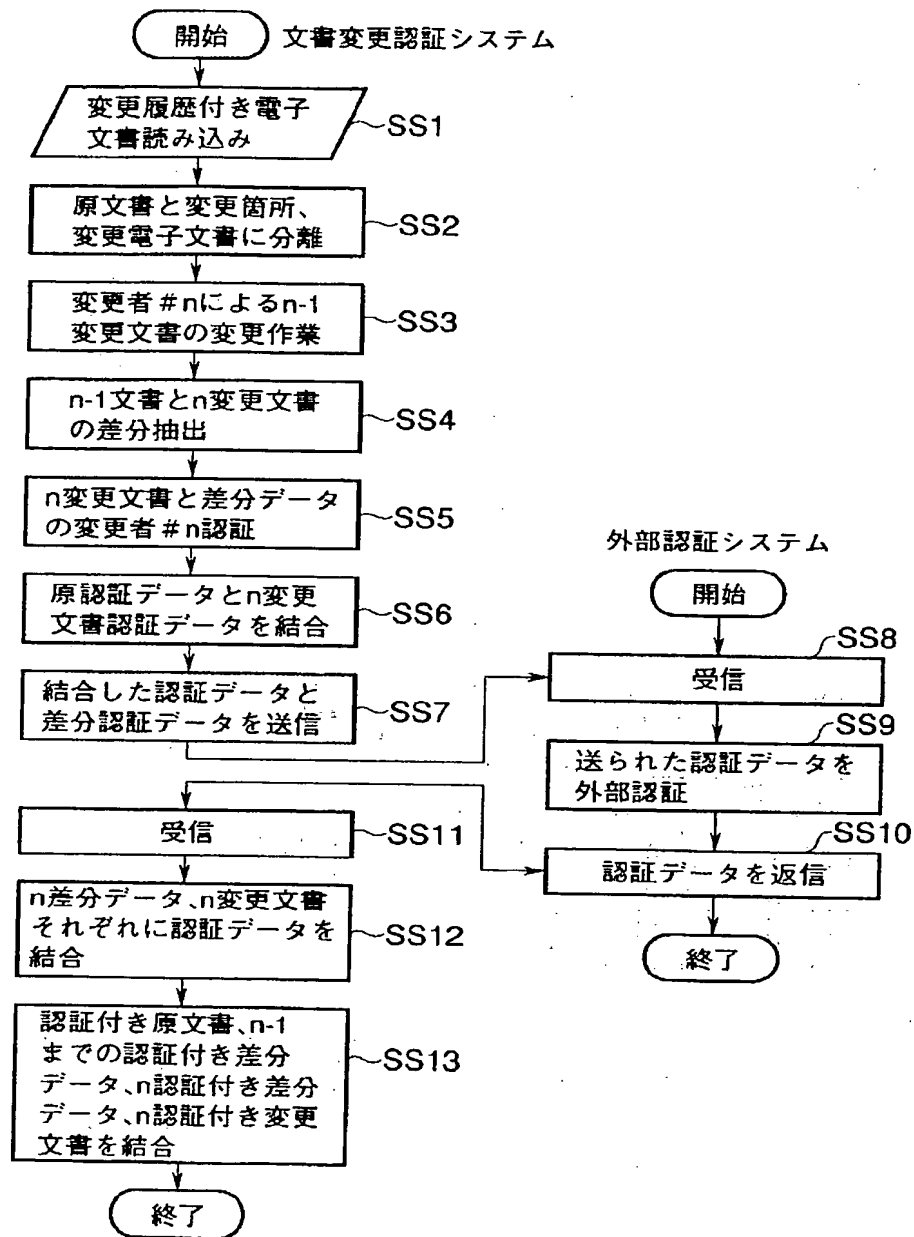 開始
文書変更認証システム
変更履歴付き電子
文書読み込み
SS1
原文書と変更箇所、
変更電子文書に分離
SS2
変更者#nによるn-1
変更文書の変更作業
SS3
n-1文書とn変更文書
の差分抽出
SS4
n変更文書と差分データ
の変更者#n認証
SS5
原認証データとn変更
文書認証データを結合
SS6
結合した認証データと
差分認証データを送信
SS7
外部認証システム
開始
SS8
受信
SS9
送られた認証データを
外部認証
SS10
認証データを返信
終了
受信
SS11
n差分データ、n変更文書
それぞれに認証データを
結合
SS12
認証付き原文書、n-1
までの認証付き差分
データ、n認証付き差分
データ、n認証付き変更
文書を結合
SS13
終了